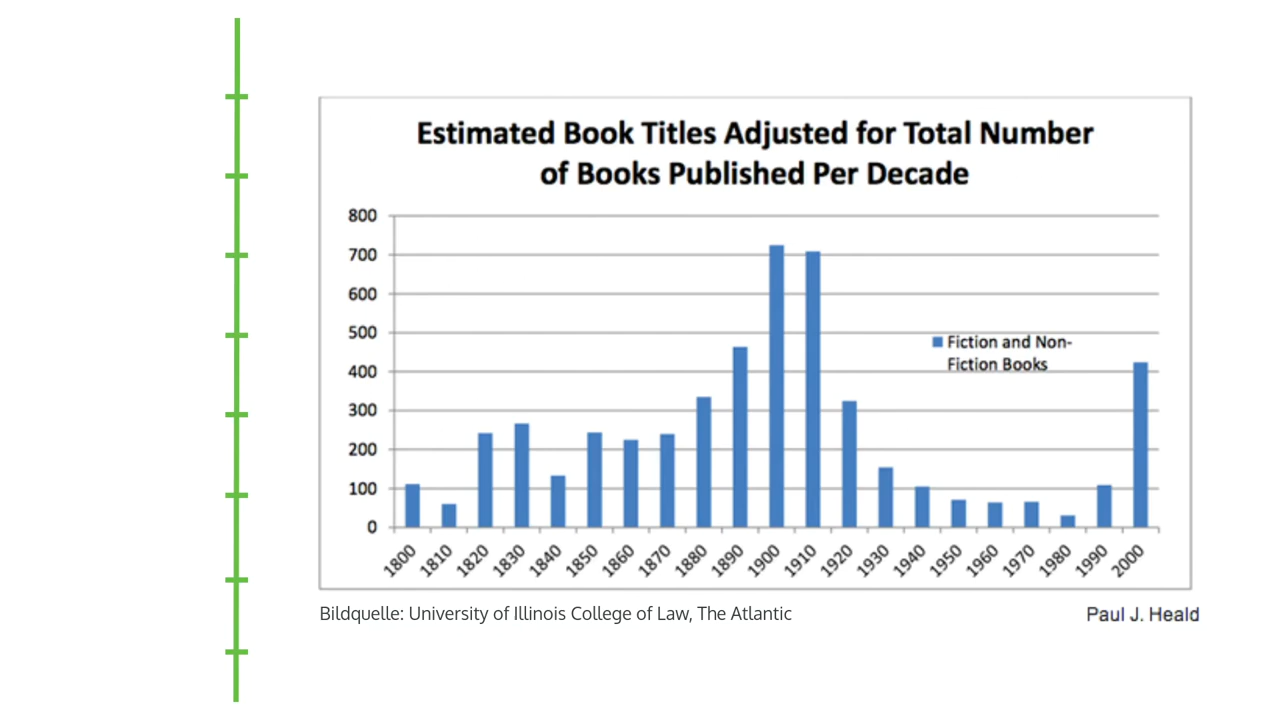 Estimated Book Titles Adjusted for Total Number
of Books Published Per Decade
800
700
600
500
400
300
200
100
0
Fiction and Non-
Fiction Books
1800 1810 1820 1830 1840 1850 1860 1870 1880 1890 1900 1910 1920 1930 1940 1950 1960 1970 1980 1990 2000
Bildquelle: University of Illinois College of Law, The Atlantic
Paul J. Heald